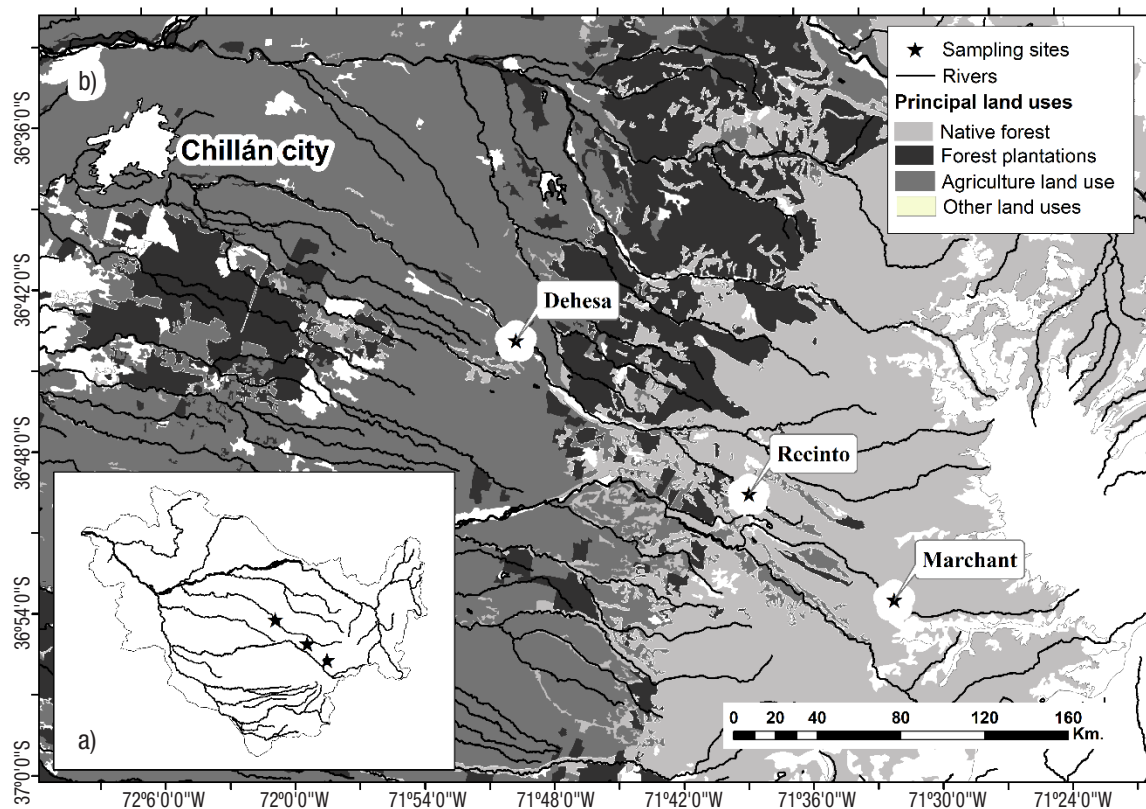 b)
Chillán city
Sampling sites
Rivers
Principal land uses
Native forest
Forest plantations
Agriculture land use
Other land uses
Dehesa
Recinto
Marchant
a)
0 10 20 40 80 120 160
Km.
36°36'0"S
36°42'0"S
36°48'0"S
36°54'0"S
37°0'0"S
72°6'0"W 72°0'0"W 71°54'0"W 71°48'0"W 71°42'0"W 71°36'0"W 71°30'0"W 71°24'0"W